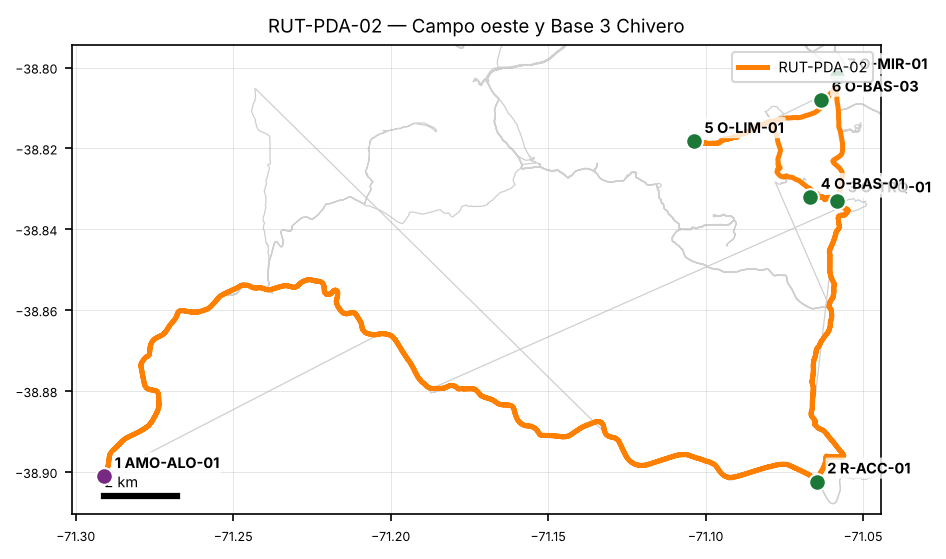 RUT-PDA-02 — Campo oeste y Base 3 Chivero
RUT-PDA-02
-MIR-01
6 O-BAS-03
5 O-LIM-01
4 O-BAS-01
-01
1 AMO-ALO-01
2 km
2 R-ACC-01
−38.80
−38.82
−38.84
−38.86
−38.88
−38.90
−71.30
−71.25
−71.20
−71.15
−71.10
−71.05